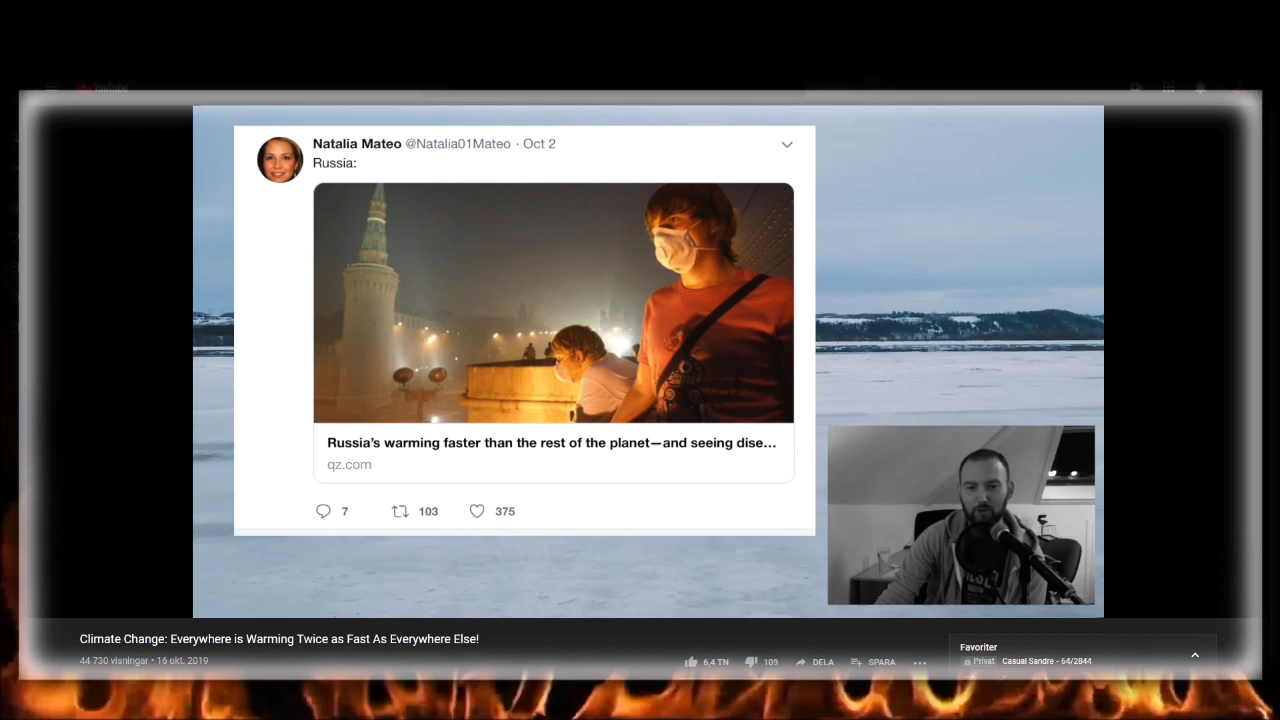 YouTube
Natalia Mateo @Natalia01Mateo · Oct 2
Russia:
Russia's warming faster than the rest of the planet—and seeing dise...
qz.com
7 103 375
Climate Change: Everywhere is Warming Twice as Fast As Everywhere Else!
44 730 visningar • 16 okt. 2019
6,4 TN 109 DELA SPARA
Favoriter
Privat Casual Sandre - 64/2844